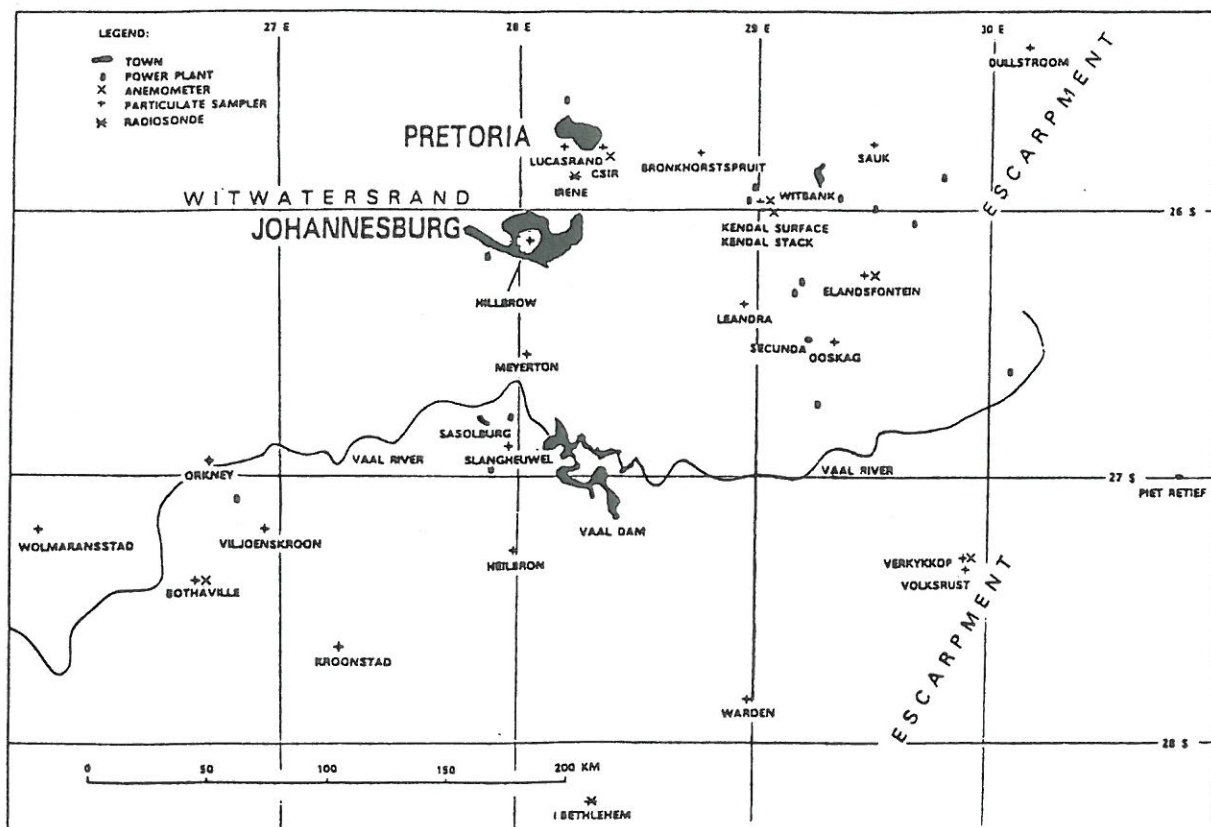 27 E
28 E
29 E
30 E
LEGEND:
TOWN
POWER PLANT
ANEMOMETER
PARTICULATE SAMPLER
RADIOSONDE
DULLSTROOM
ESCARPMENT
PRETORIA
LUCASRAND
CSIR
IRENE
BRONKHORSTSPRUIT
SAUK
WITBANK
WITWATERSRAND
JOHANNESBURG
26 S
KENDAL SURFACE
KENDAL STACK
HILLBROW
ELANDSFONTEIN
LEANDRA
SECUNDA
OOSKAG
MEYERTON
SASOLBURG
SLANGHEUWEL
VAAL RIVER
VAAL RIVER
ORKNEY
27 S
PIET RETIEF
VAAL DAM
WOLMARANSSTAD
VILJOENSKROON
HEILBRON
VERKYKKOP
VOLKSRUST
BOTHAVILLE
KROONSTAD
ESCARPMENT
WARDEN
28 S
0 50 100 150 200 KM
BETHLEHEM